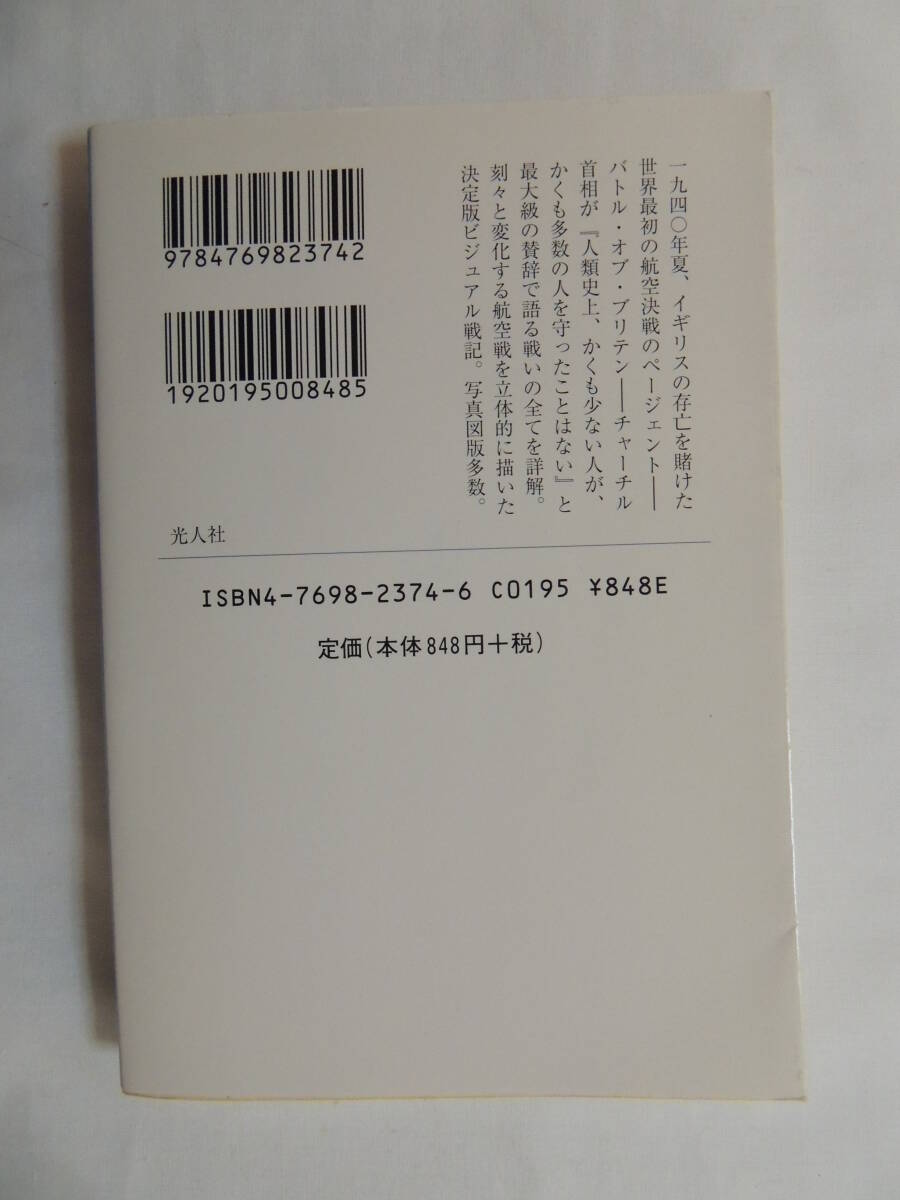 一九四〇年夏、イギリスの存亡を賭けた
世界最初の航空決戦のページェント――
バトル・オブ・ブリテン――チャーチル
首相が『人類史上、かくも少ない人が、
かくも多数の人を守ったことはない』と
最大級の賛辞で語る戦いの全てを詳解。
刻々と変化する航空戦を立体的に描いた
決定版ビジュアル戦記。写真図版多数。
9784769823742
1920195008485
光人社
ISBN4-7698-2374-6 C0195 ¥848E
定価(本体848円+税)